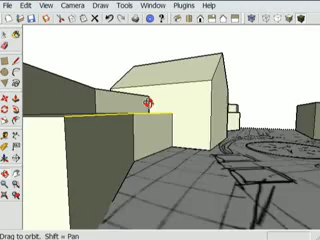 File Edit View Camera Draw Tools Window Plugins Help
Drag to orbit. Shift = Pan